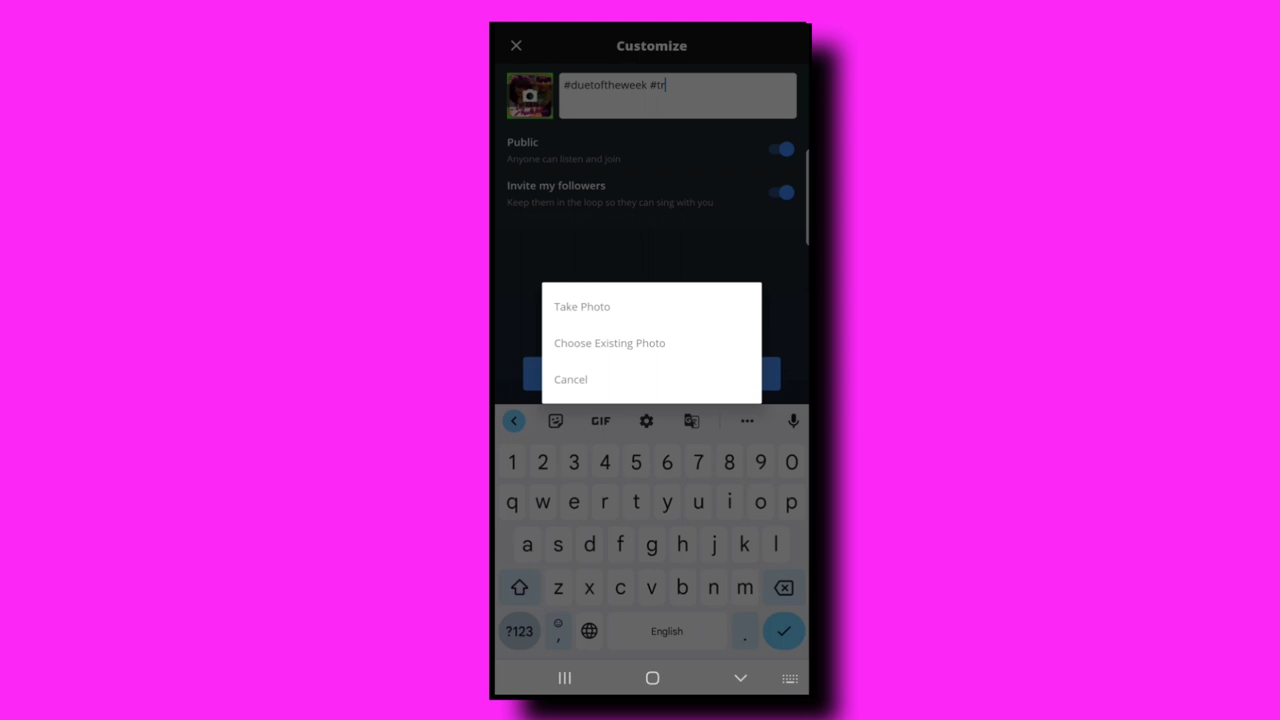 Customize
#duetoftheweek #tr
Public
Anyone can listen and join
Invite my followers
Keep them in the loop so they can sing with you
Take Photo
Choose Existing Photo
Cancel
GIF
1 2 3 4 5 6 7 8 9 0
q w e r t y u i o p
a s d f g h j k l
z x c v b n m
?123 , English .